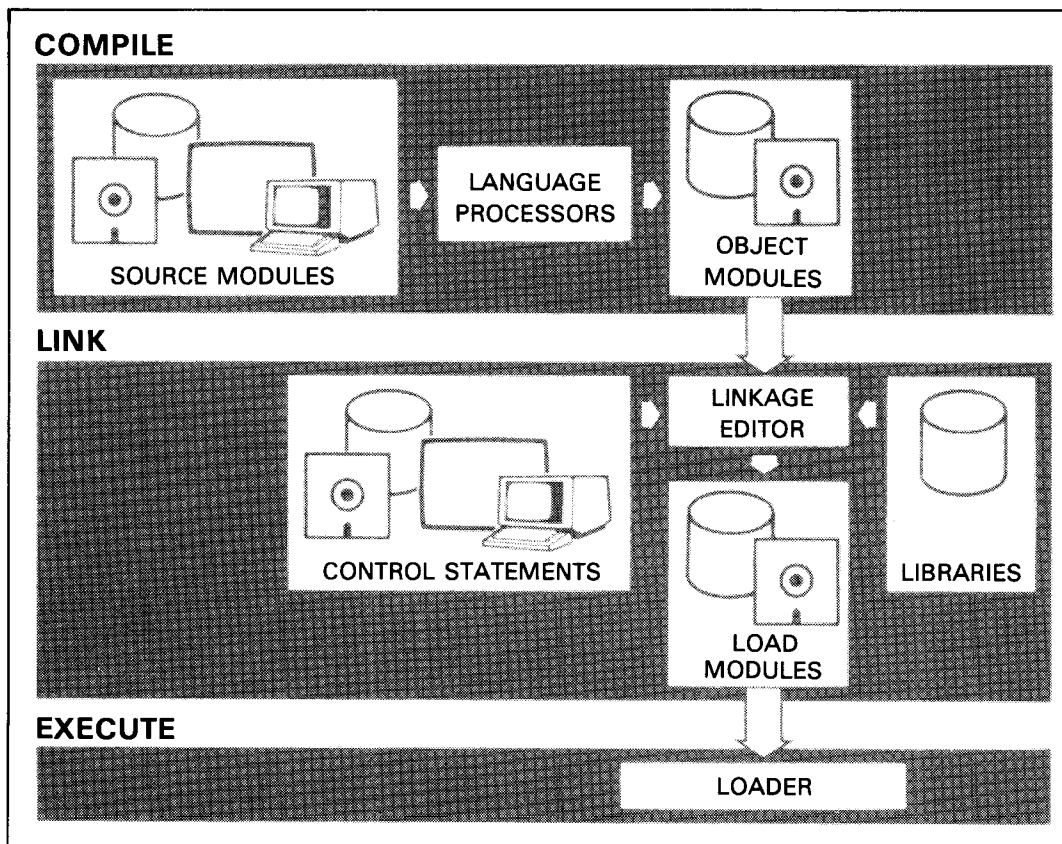 COMPILE
SOURCE MODULES
LANGUAGE
PROCESSORS
OBJECT
MODULES
LINK
CONTROL STATEMENTS
LINKAGE
EDITOR
LOAD
MODULES
LIBRARIES
EXECUTE
LOADER